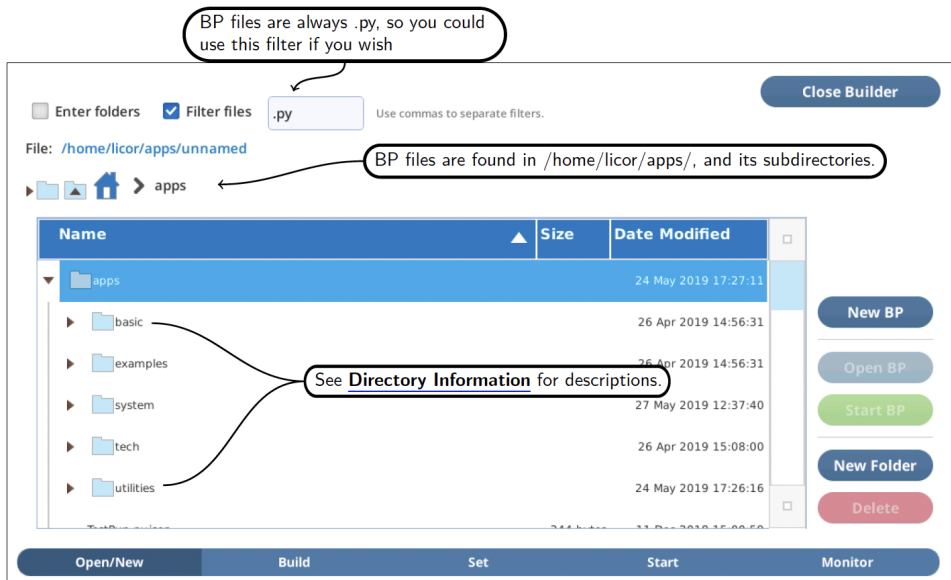 BP files are always .py, so you could
use this filter if you wish
Close Builder
Enter folders
Filter files
.py
Use commas to separate filters.
File: /home/licor/apps/unnamed
BP files are found in /home/licor/apps/, and its subdirectories.
apps
Name
Size
Date Modified
apps
24 May 2019 17:27:11
basic
26 Apr 2019 14:56:31
New BP
examples
26 Apr 2019 14:56:31
Open BP
See Directory Information for descriptions.
system
27 May 2019 12:37:40
Start BP
tech
26 Apr 2019 15:08:00
New Folder
utilities
24 May 2019 17:26:16
Delete
Open/New
Build
Set
Start
Monitor